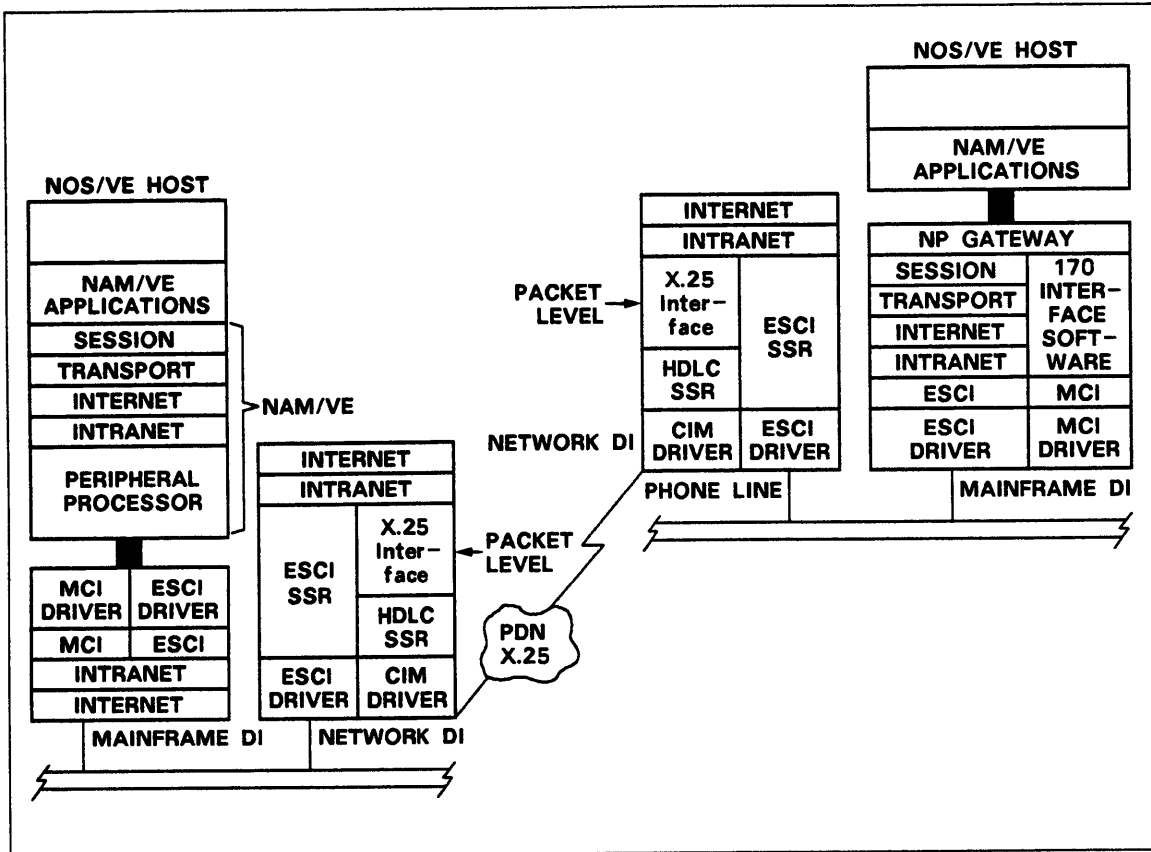 NOS/VE HOST
NAM/VE
APPLICATIONS
SESSION
TRANSPORT
INTERNET
INTRANET
PERIPHERAL
PROCESSOR
NAM/VE
MCI
DRIVER
ESCI
DRIVER
MCI
ESCI
INTRANET
INTERNET
MAINFRAME DI
INTERNET
INTRANET
ESCI
SSR
X.25
Inter-
face
HDLC
SSR
ESCI
DRIVER
CIM
DRIVER
PACKET
LEVEL
NETWORK DI
PDN
X.25
INTERNET
INTRANET
PACKET
LEVEL
X.25
Inter-
face
HDLC
SSR
ESCI
SSR
NETWORK DI
CIM
DRIVER
ESCI
DRIVER
PHONE LINE
NOS/VE HOST
NAM/VE
APPLICATIONS
NP GATEWAY
SESSION
TRANSPORT
INTERNET
INTRANET
ESCI
ESCI
DRIVER
170
INTER-
FACE
SOFT-
WARE
MCI
MCI
DRIVER
MAINFRAME DI